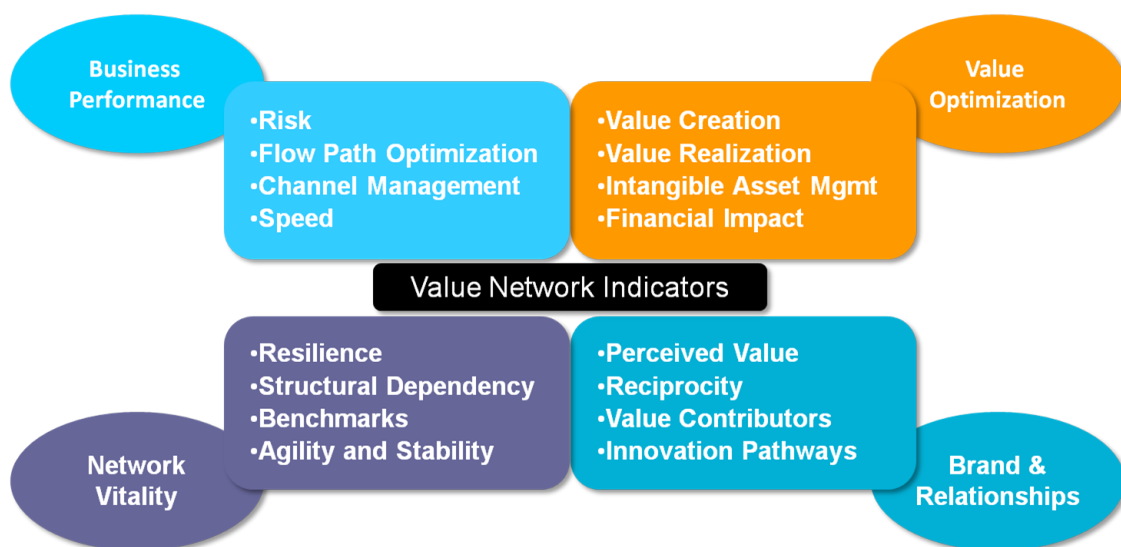 Business
Performance
•Risk
•Flow Path Optimization
•Channel Management
•Speed
•Value Creation
•Value Realization
•Intangible Asset Mgmt
•Financial Impact
Value
Optimization
Value Network Indicators
Network
Vitality
•Resilience
•Structural Dependency
•Benchmarks
•Agility and Stability
•Perceived Value
•Reciprocity
•Value Contributors
•Innovation Pathways
Brand &
Relationships